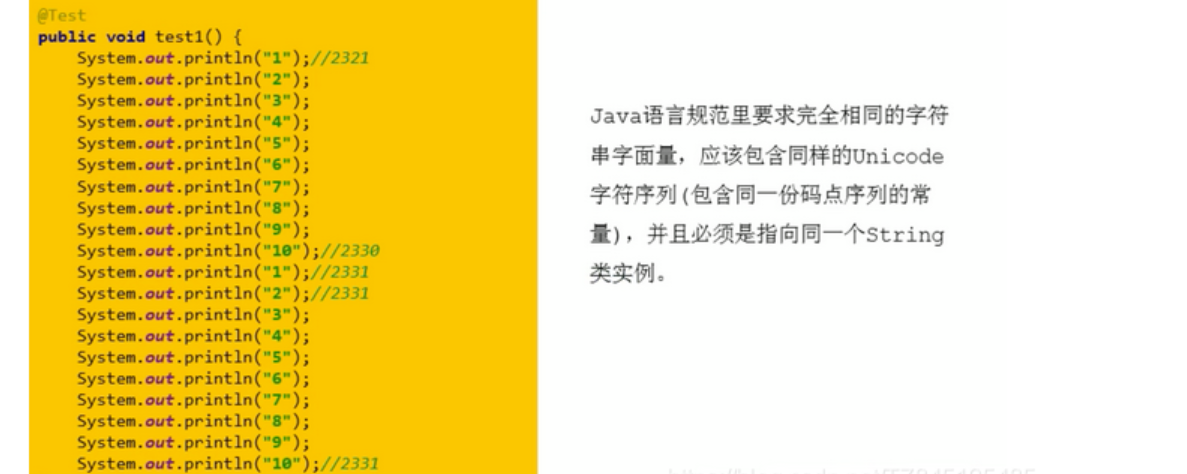 @Test
public void test1() {
System.out.println("1");//2321
System.out.println("2");
System.out.println("3");
System.out.println("4");
System.out.println("5");
System.out.println("6");
System.out.println("7");
System.out.println("8");
System.out.println("9");
System.out.println("10");//2330
System.out.println("1");//2331
System.out.println("2");//2331
System.out.println("3");
System.out.println("4");
System.out.println("5");
System.out.println("6");
System.out.println("7");
System.out.println("8");
System.out.println("9");
System.out.println("10");//2331
Java语言规范里要求完全相同的字符
串字面量，应该包含同样的Unicode
字符序列(包含同一份码点序列的常
量)，并且必须是指向同一个String
类实例。